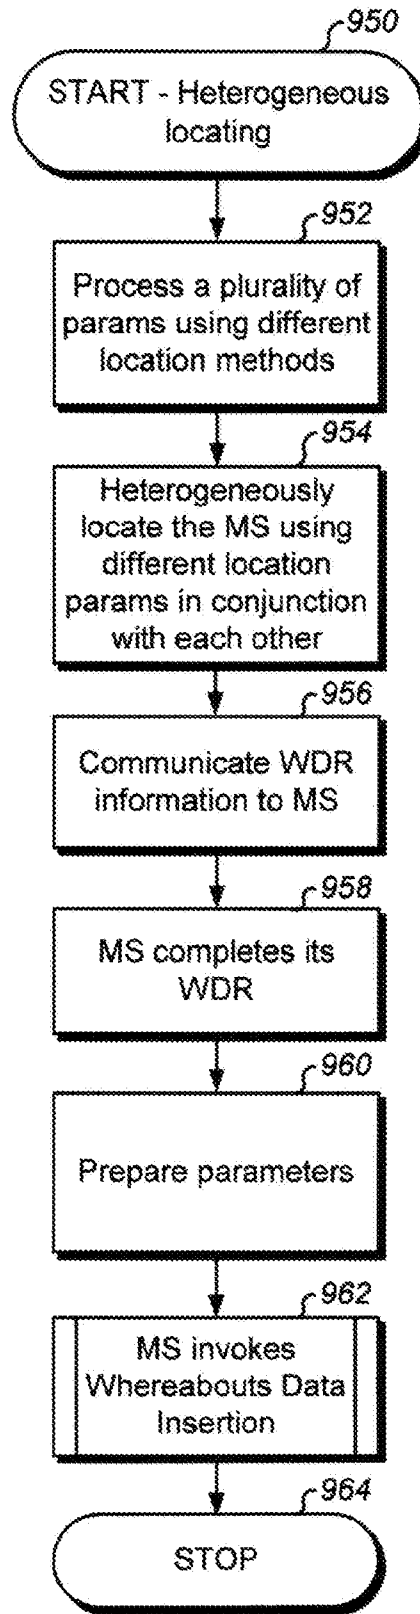 950
START - Heterogeneous
locating
952
Process a plurality of
params using different
location methods
954
Heterogeneously
locate the MS using
different location
params in conjunction
with each other
956
Communicate WDR
information to MS
958
MS completes its
WDR
960
Prepare parameters
962
MS invokes
Whereabouts Data
Insertion
964
STOP